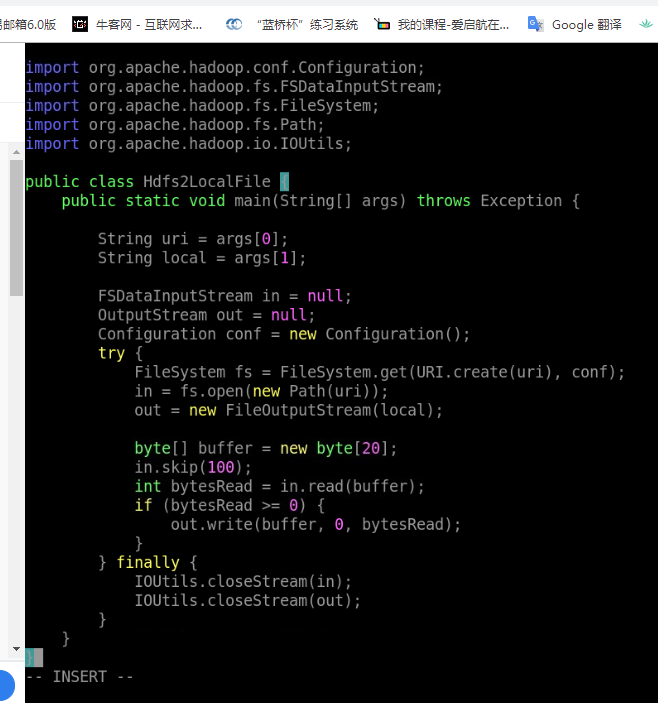 易邮箱6.0版 牛客网 - 互联网求... “蓝桥杯” 练习系统 我的课程-爱启航在... Google 翻译
import org.apache.hadoop.conf.Configuration;
import org.apache.hadoop.fs.FSDataInputStream;
import org.apache.hadoop.fs.FileSystem;
import org.apache.hadoop.fs.Path;
import org.apache.hadoop.io.IOUtils;
public class Hdfs2LocalFile {
public static void main(String[] args) throws Exception {
String uri = args[0];
String local = args[1];
FSDataInputStream in = null;
OutputStream out = null;
Configuration conf = new Configuration();
try {
FileSystem fs = FileSystem.get(URI.create(uri), conf);
in = fs.open(new Path(uri));
out = new FileOutputStream(local);
byte[] buffer = new byte[20];
in.skip(100);
int bytesRead = in.read(buffer);
if (bytesRead >= 0) {
out.write(buffer, 0, bytesRead);
}
} finally {
IOUtils.closeStream(in);
IOUtils.closeStream(out);
}
}
}
-- INSERT --